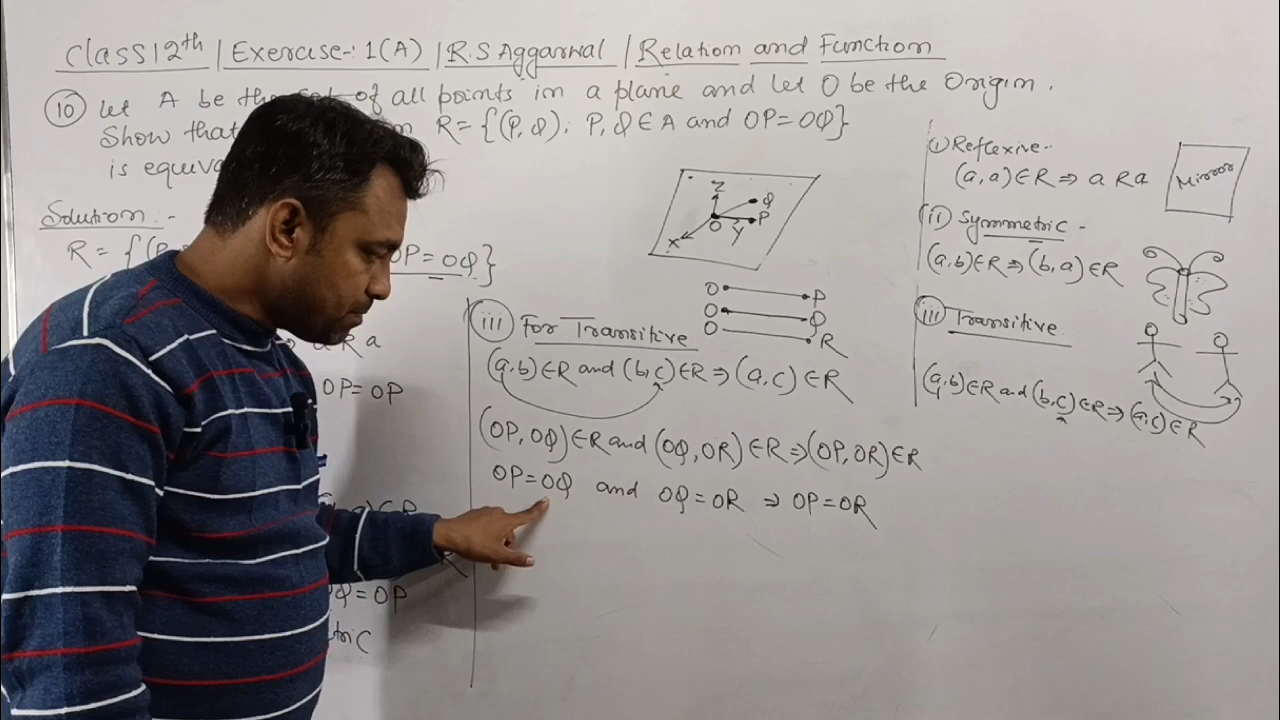 Class 12th | Exercise-: 1(A) | R.S Aggarwal | Relation and Function
10 Let A be the Set of all points in a plane and let O be the Origin.
Show that R = {(P, Q): P, Q ∈ A and OP = OQ}
is
Solution:-
R = {(P OP = OQ}
a R a
OP = OP
∈ R
R
OQ = OP
Z
Q
O P
X Y
O P
O Q
O R
(iii) For Transitive
(a,b) ∈ R and (b,c) ∈ R ⇒ (a,c) ∈ R
(OP, OQ) ∈ R and (OQ, OR) ∈ R ⇒ (OP, OR) ∈ R
OP = OQ and OQ = OR ⇒ OP = OR
(i) Reflexive-
(a,a) ∈ R ⇒ a R a
Mirror
(ii) Symmetric -
(a,b) ∈ R ⇒ (b,a) ∈ R
(iii) Transitive.
(a,b) ∈ R and (b,c) ∈ R ⇒ (a,c) ∈ R